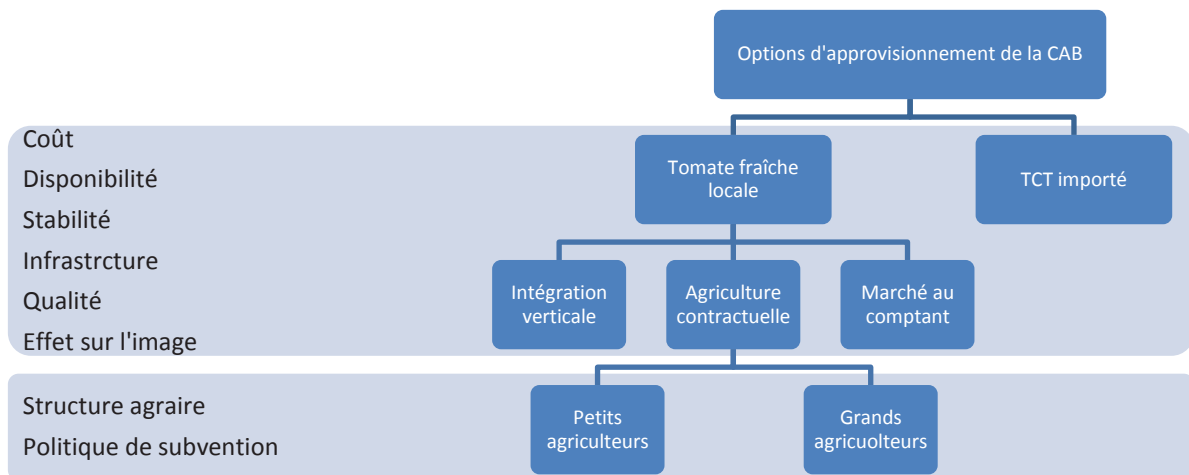 Options d'approvisionnement de la CAB
Coût
Disponibilité
Stabilité
Infrastrcture
Qualité
Effet sur l'image
Tomate fraîche
locale
TCT importé
Intégration
verticale
Agriculture
contractuelle
Marché au
comptant
Structure agraire
Politique de subvention
Petits
agriculteurs
Grands
agricuolteurs